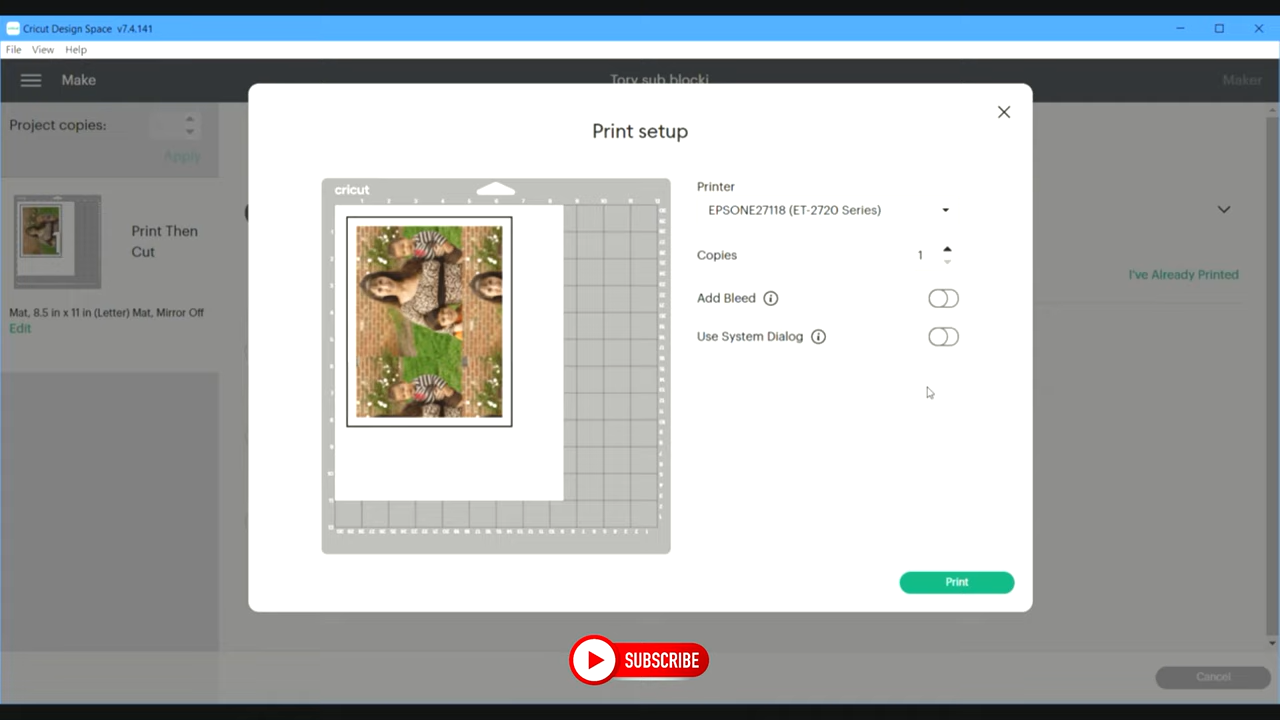 Cricut Design Space v7.4.141
File View Help
Make
Tory sub blocki
Maker
Project copies:
Apply
Print Then
Cut
Mat, 8.5 in x 11 in (Letter) Mat, Mirror Off
Edit
Print setup
cricut
Printer
EPSONE27118 (ET-2720 Series)
Copies
1
Add Bleed
Use System Dialog
Print
I've Already Printed
SUBSCRIBE
Cancel